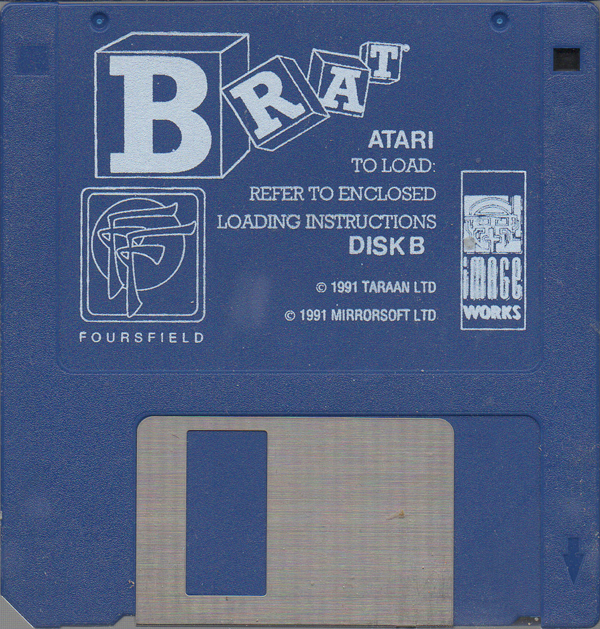 BRAT
ATARI
TO LOAD:
REFER TO ENCLOSED
LOADING INSTRUCTIONS
DISK B
© 1991 TARAAN LTD
© 1991 MIRRORSOFT LTD
FOURSFIELD
IMAGE
WORKS